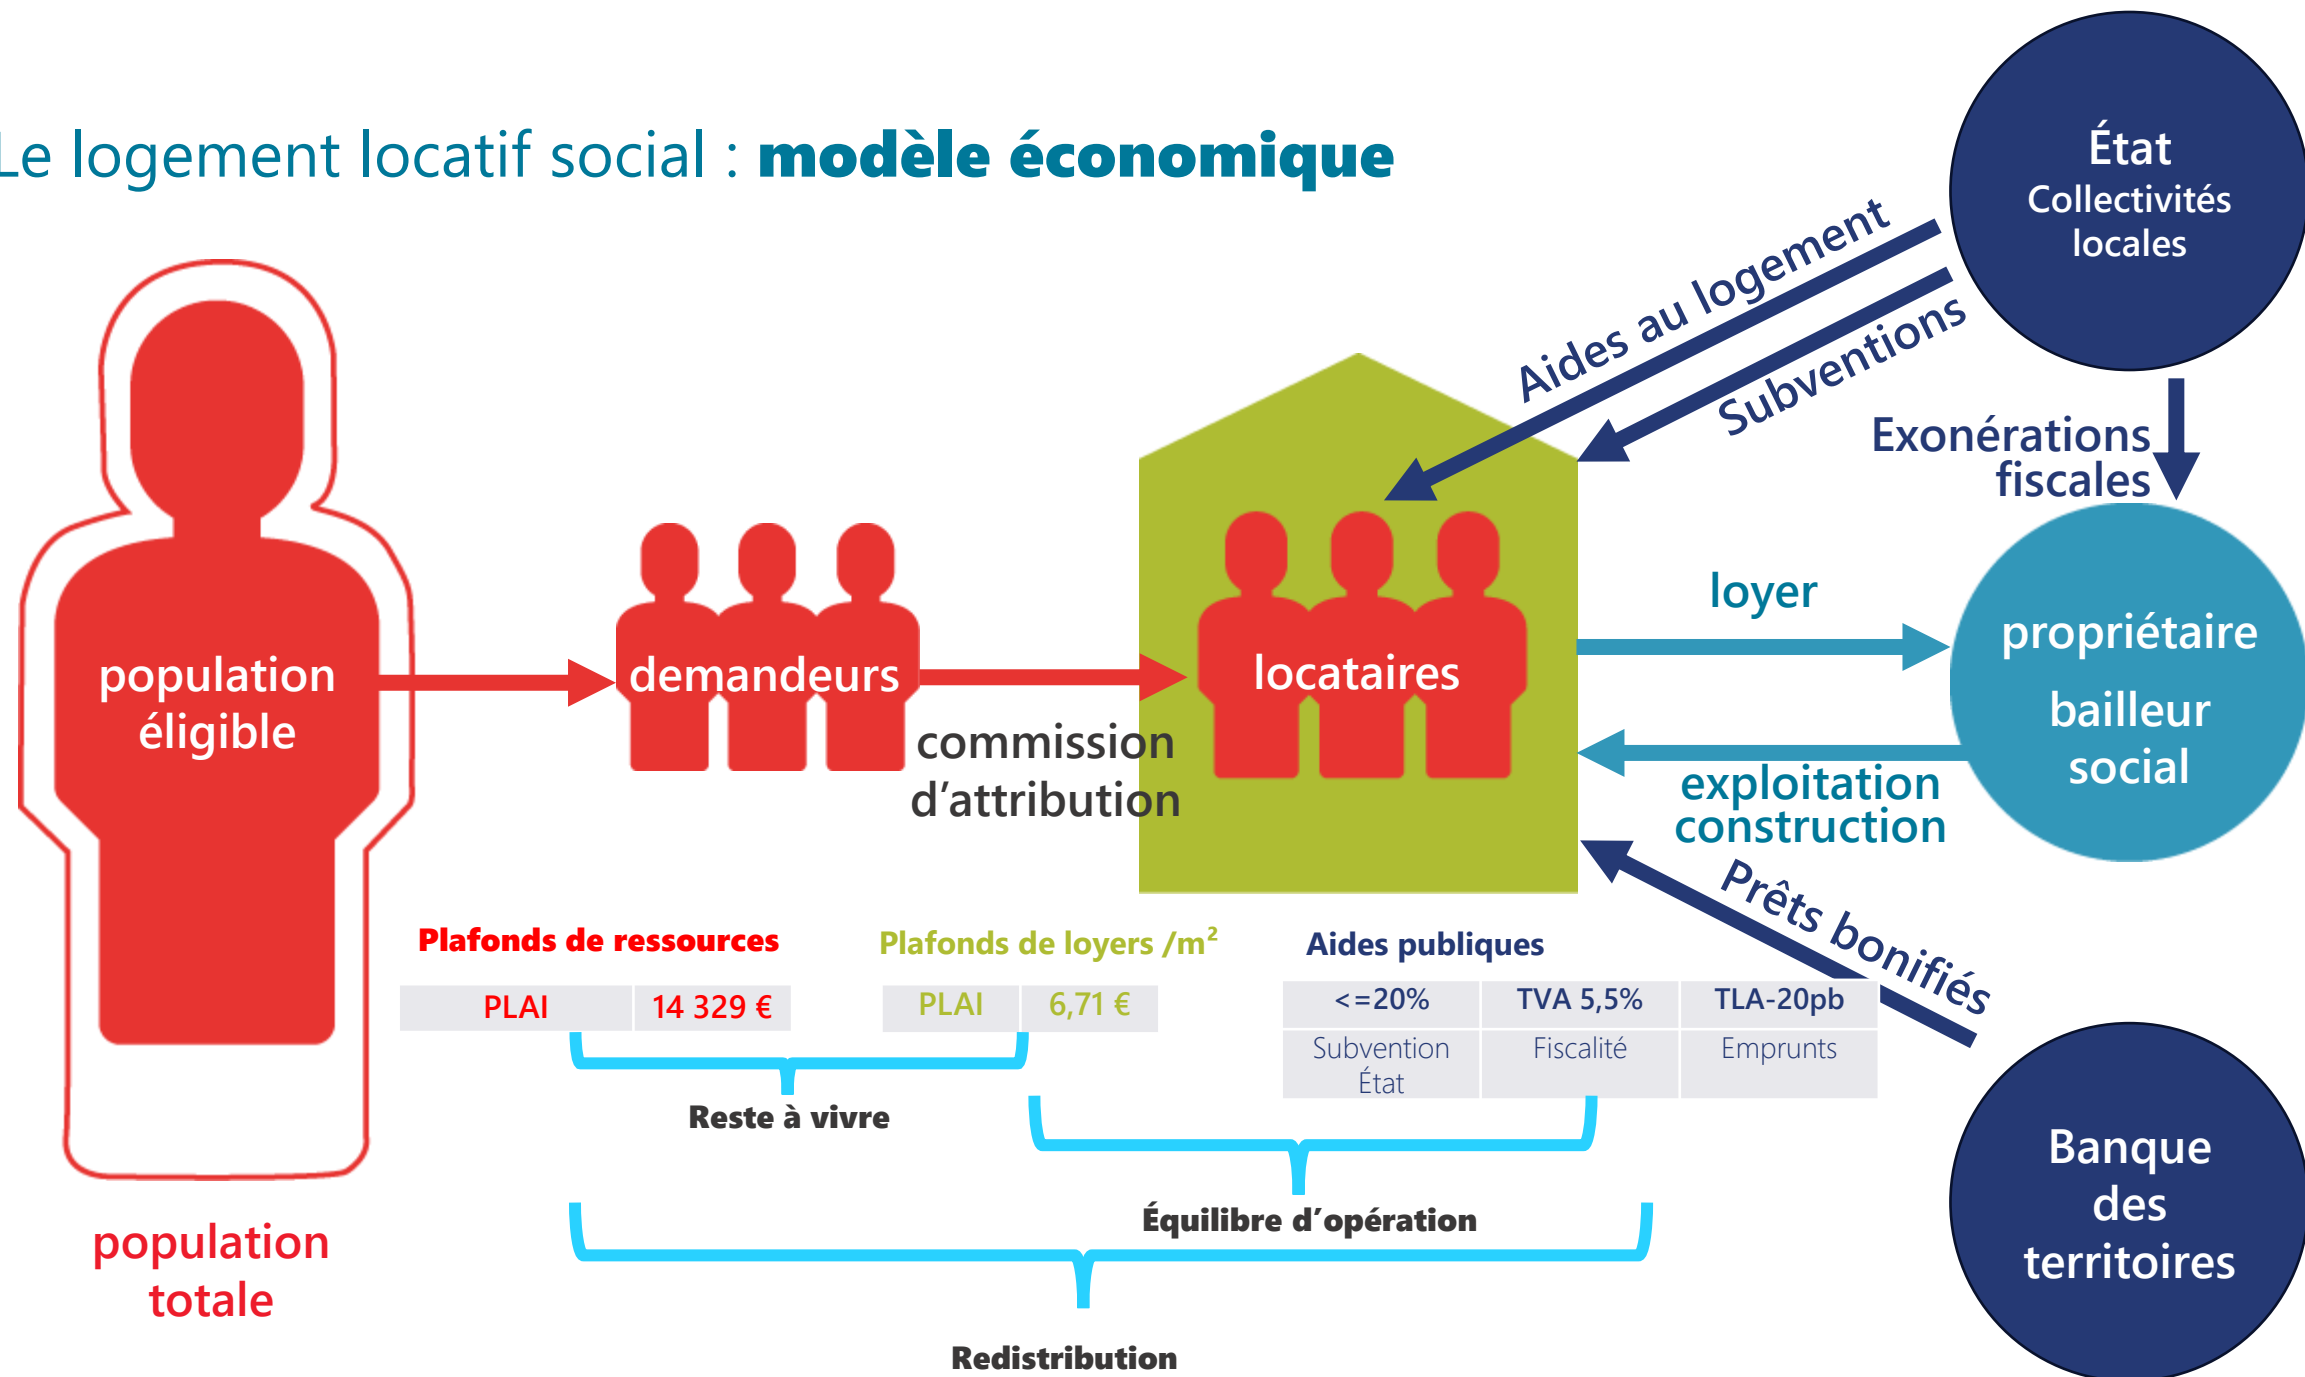 Le logement locatif social : modèle économique
État
Collectivités
locales
Aides au logement
Subventions
Exonérations
fiscales
population
éligible
demandeurs
commission
d’attribution
locataires
loyer
exploitation
construction
propriétaire
bailleur
social
Prêts bonifiés
Banque
des
territoires
population
totale
Plafonds de ressources
PLAI 14 329 €
Plafonds de loyers /m²
PLAI 6,71 €
Aides publiques
<=20% TVA 5,5% TLA-20pb
Subvention Fiscalité Emprunts
État
Reste à vivre
Équilibre d’opération
Redistribution